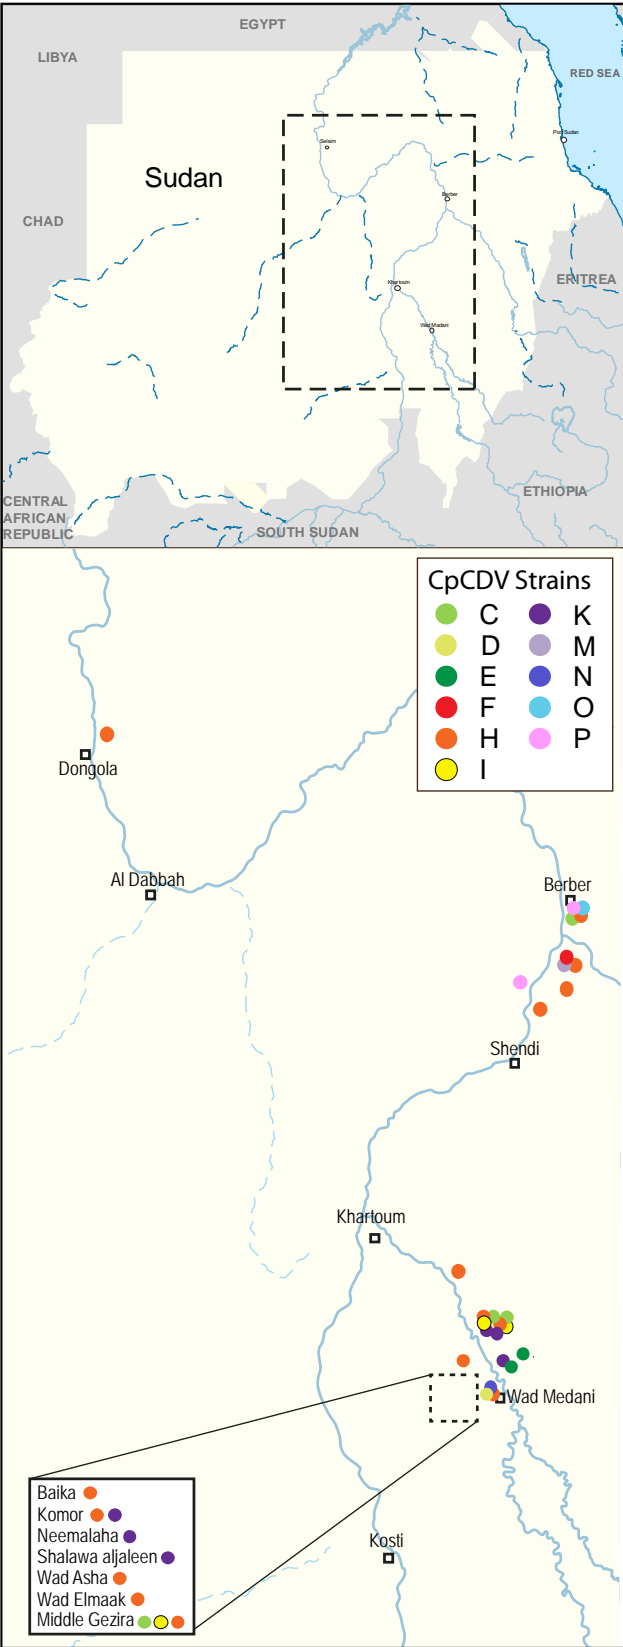 EGYPT
LIBYA
RED SEA
Port Sudan
Selaim
Sudan
Berber
CHAD
ERITREA
Khartoum
Wad Madani
ETHIOPIA
CENTRAL
AFRICAN
REPUBLIC
SOUTH SUDAN
CpCDV Strains
C K
D M
E N
F O
H P
I
Dongola
Al Dabbah
Berber
Shendi
Khartoum
Wad Medani
Baika
Komor
Neemalaha
Shalawa aljaleen
Wad Asha
Wad Elmaak
Middle Gezira
Kosti